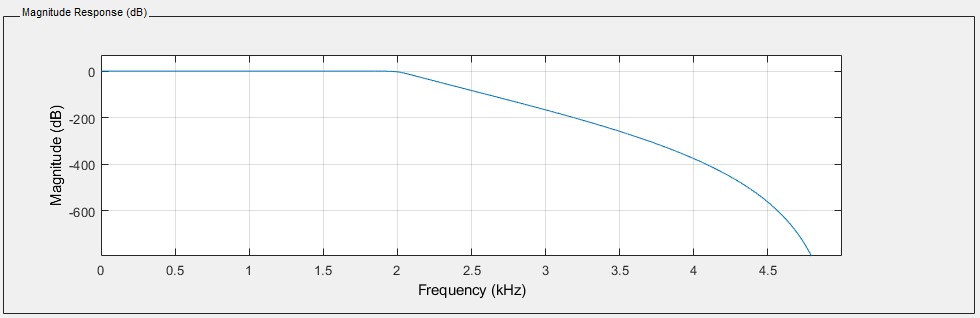 Magnitude Response (dB)
0
-200
-400
-600
Magnitude (dB)
0 0.5 1 1.5 2 2.5 3 3.5 4 4.5
Frequency (kHz)